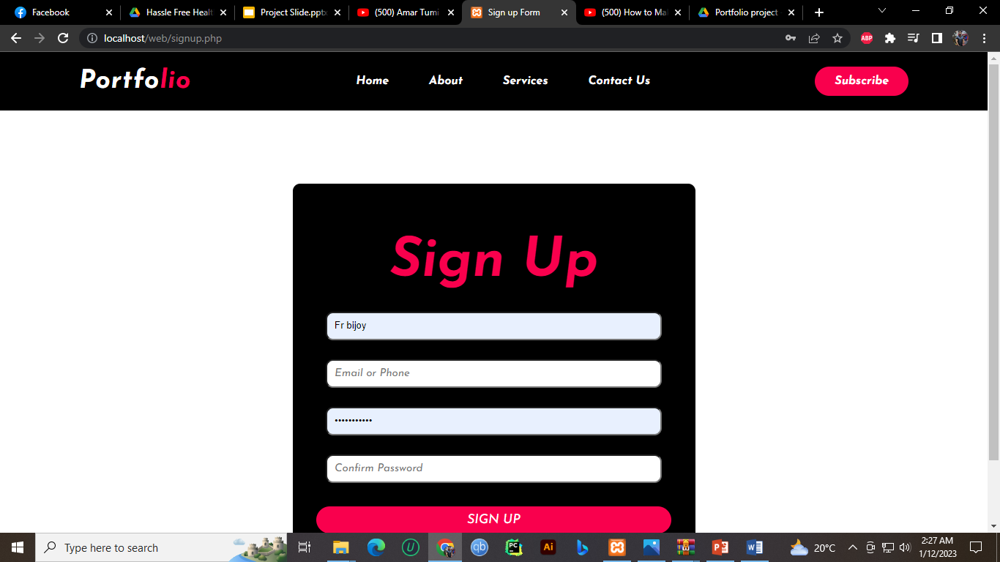 Facebook
Hassle Free Healt
Project Slide.pptx
(500) Amar Tumi
Sign up Form
(500) How to Mal
Portfolio project
localhost/web/signup.php
ABP
Portfolio
Home
About
Services
Contact Us
Subscribe
Sign Up
Fr bijoy
Email or Phone
•••••••••••
Confirm Password
SIGN UP
Type here to search
U
qb
PC
Ai
P
W
20°C
2:27 AM
1/12/2023